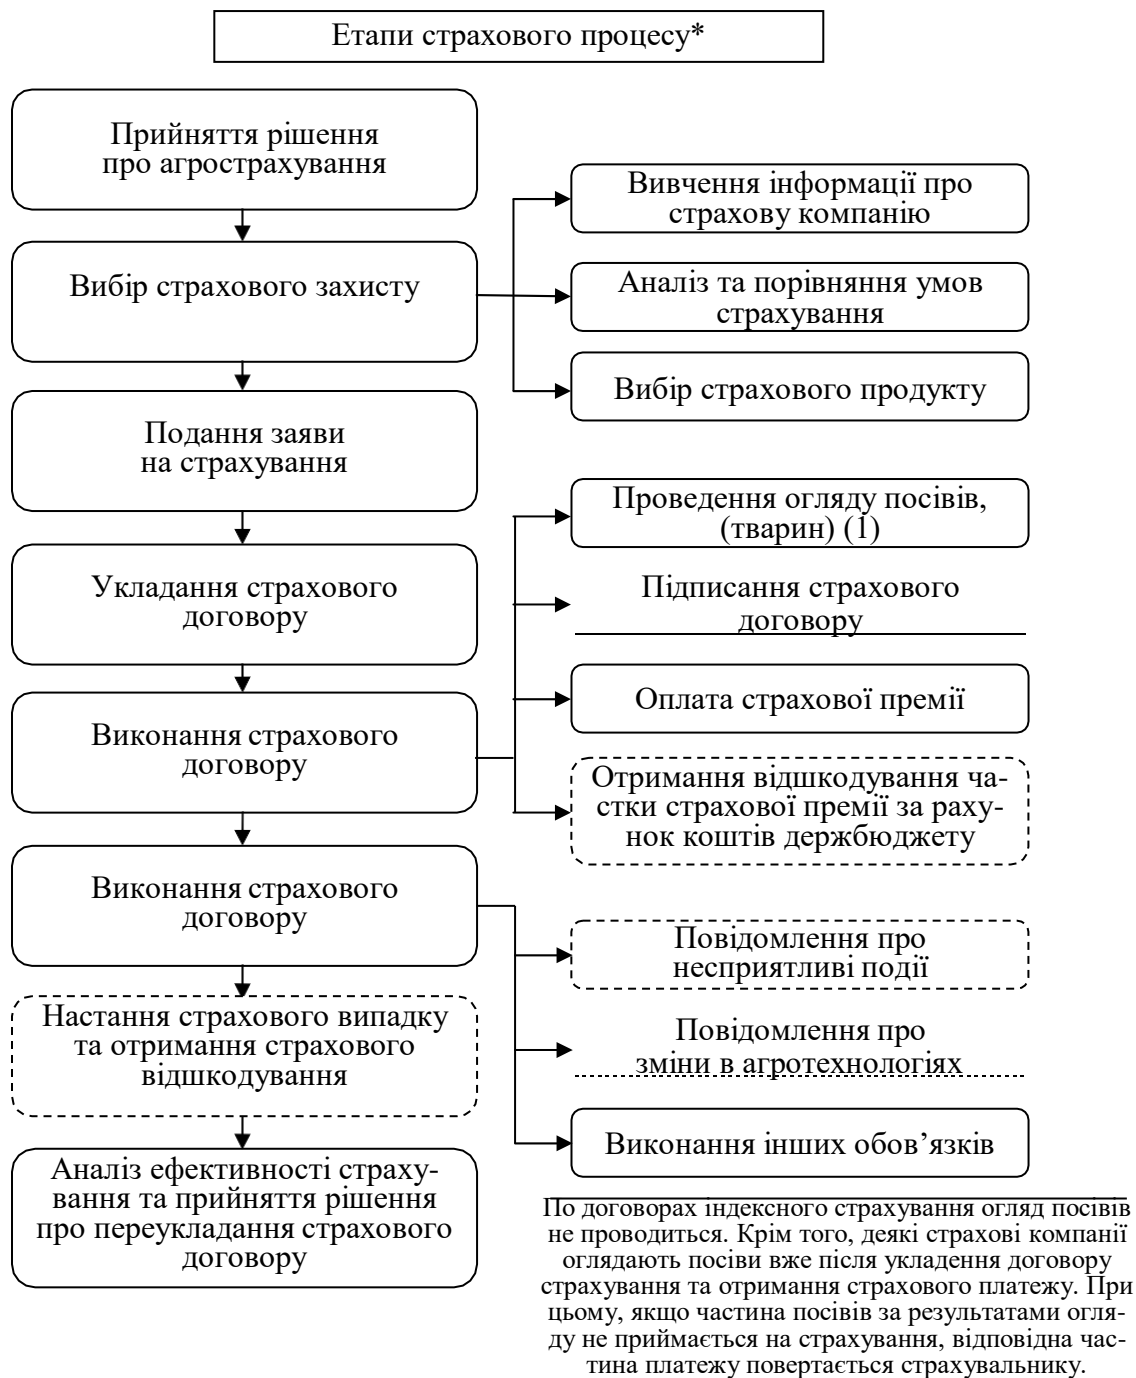 Етапи страхового процесу*
Прийняття рішення
про агрострахування
Вибір страхового захисту
Вивчення інформації про
страхову компанію
Аналіз та порівняння умов
страхування
Вибір страхового продукту
Подання заяви
на страхування
Укладання страхового
договору
Виконання страхового
договору
Проведення огляду посівів,
(тварин) (1)
Підписання страхового
договору
Оплата страхової премії
Отримання відшкодування ча-
стки страхової премії за раху-
нок коштів держбюджету
Виконання страхового
договору
Повідомлення про
несприятливі події
Повідомлення про
зміни в агротехнологіях
Виконання інших обов’язків
Настання страхового випадку
та отримання страхового
відшкодування
Аналіз ефективності страху-
вання та прийняття рішення
про переукладання страхового
договору
По договорах індексного страхування огляд посівів
не проводиться. Крім того, деякі страхові компанії
оглядають посіви вже після укладення договору
страхування та отримання страхового платежу. При
цьому, якщо частина посівів за результатами огля-
ду не приймається на страхування, відповідна час-
тина платежу повертається страхувальнику.